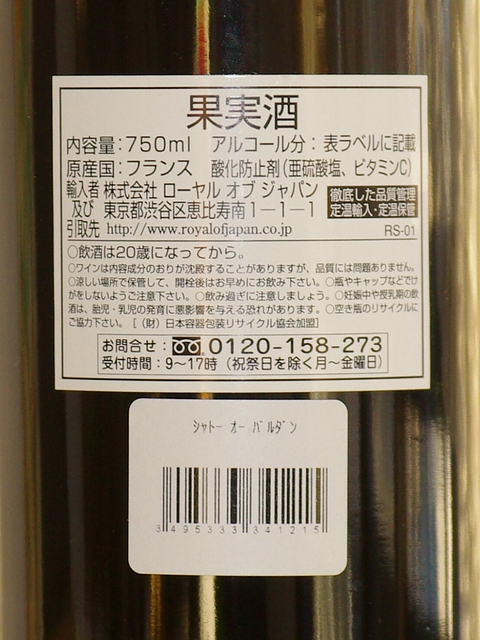 果実酒
内容量：750ml アルコール分：表ラベルに記載
原産国：フランス 酸化防止剤（亜硫酸塩、ビタミンC）
輸入者 株式会社 ローヤル オブ ジャパン
及び 東京都渋谷区恵比寿南1－1－1
引取先 http://www.royalofjapan.co.jp
徹底した品質管理
定温輸入・定温保管
RS-01
○飲酒は20歳になってから。
○ワインは内容成分のおりが沈殿することがありますが、品質には問題ありません。
○涼しい場所で保管して、開栓後はお早めにお飲み下さい。○瓶やキャップなどでけ
がをしないようご注意下さい。○飲み過ぎに注意しましょう。○妊娠中や授乳期の飲
酒は、胎児・乳児の発育に悪影響を与える恐れがあります。○空き瓶のリサイクルに
ご協力下さい。［（財）日本容器包装リサイクル協会加盟］
お問合せ：0120-158-273
受付時間：9～17時（祝祭日を除く月～金曜日）
ｼｬﾄｰ ｵｰ ﾊﾞﾙﾀﾞﾝ
3495333341215